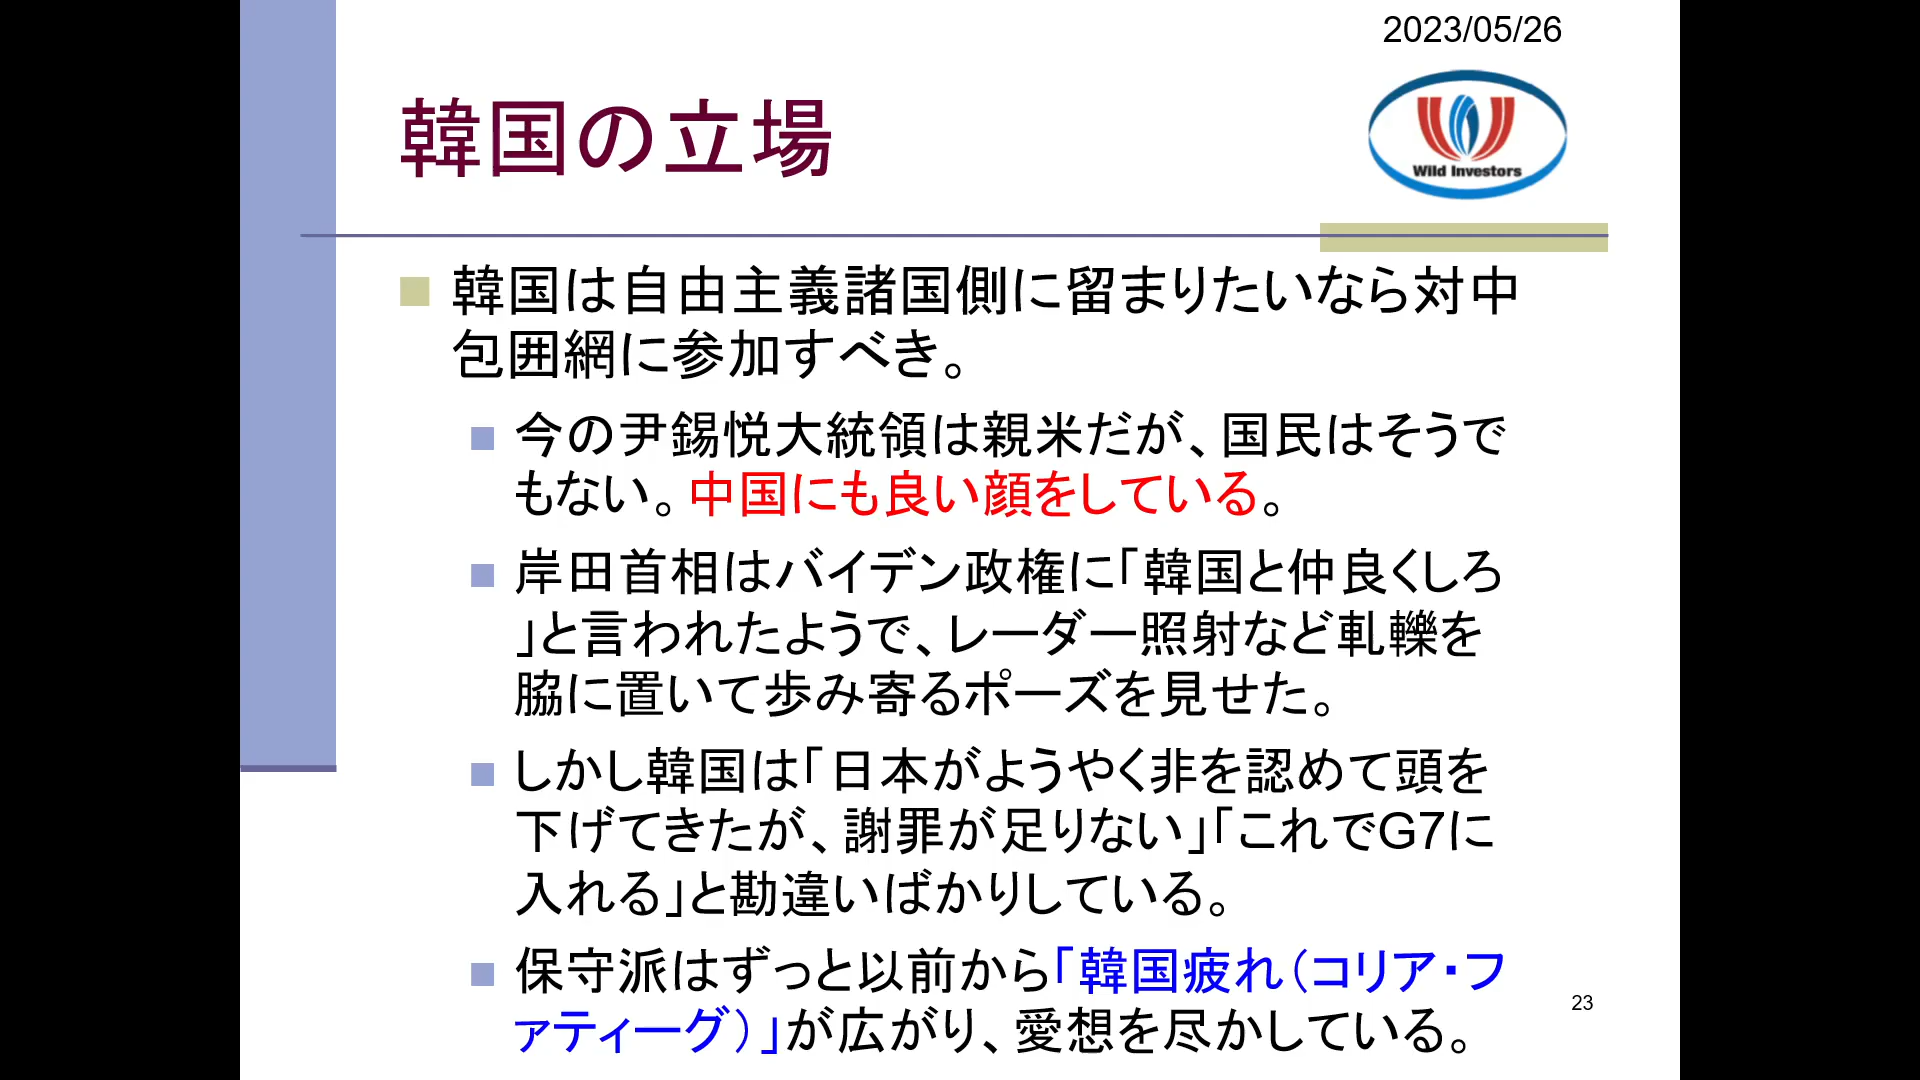 2023/05/26
韓国の立場
Wild Investors
韓国は自由主義諸国側に留まりたいなら対中
包囲網に参加すべき。
今の尹錫悦大統領は親米だが、国民はそうで
もない。中国にも良い顔をしている。
岸田首相はバイデン政権に「韓国と仲良くしろ
」と言われたようで、レーダー照射など軋轢を
脇に置いて歩み寄るポーズを見せた。
しかし韓国は「日本がようやく非を認めて頭を
下げてきたが、謝罪が足りない」「これでG7に
入れる」と勘違いばかりしている。
保守派はずっと以前から「韓国疲れ（コリア・フ
ァティーグ）」が広がり、愛想を尽かしている。
23